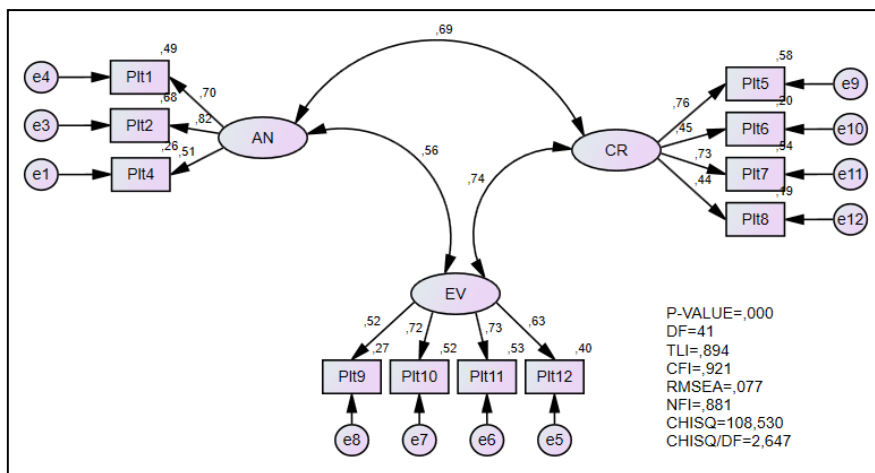 ,69
,49
e4
Plt1
,70
,68
e3
Plt2
,82
AN
,26
,51
e1
Plt4
,58
Plt5
e9
,76
,20
,45
Plt6
e10
CR
,54
,73
Plt7
e11
,44
,19
Plt8
e12
,56
,74
EV
,52
,72
,73
,63
,27
,52
,53
,40
Plt9
Plt10
Plt11
Plt12
e8
e7
e6
e5
P-VALUE=,000
DF=41
TLI=,894
CFI=,921
RMSEA=,077
NFI=,881
CHISQ=108,530
CHISQ/DF=2,647